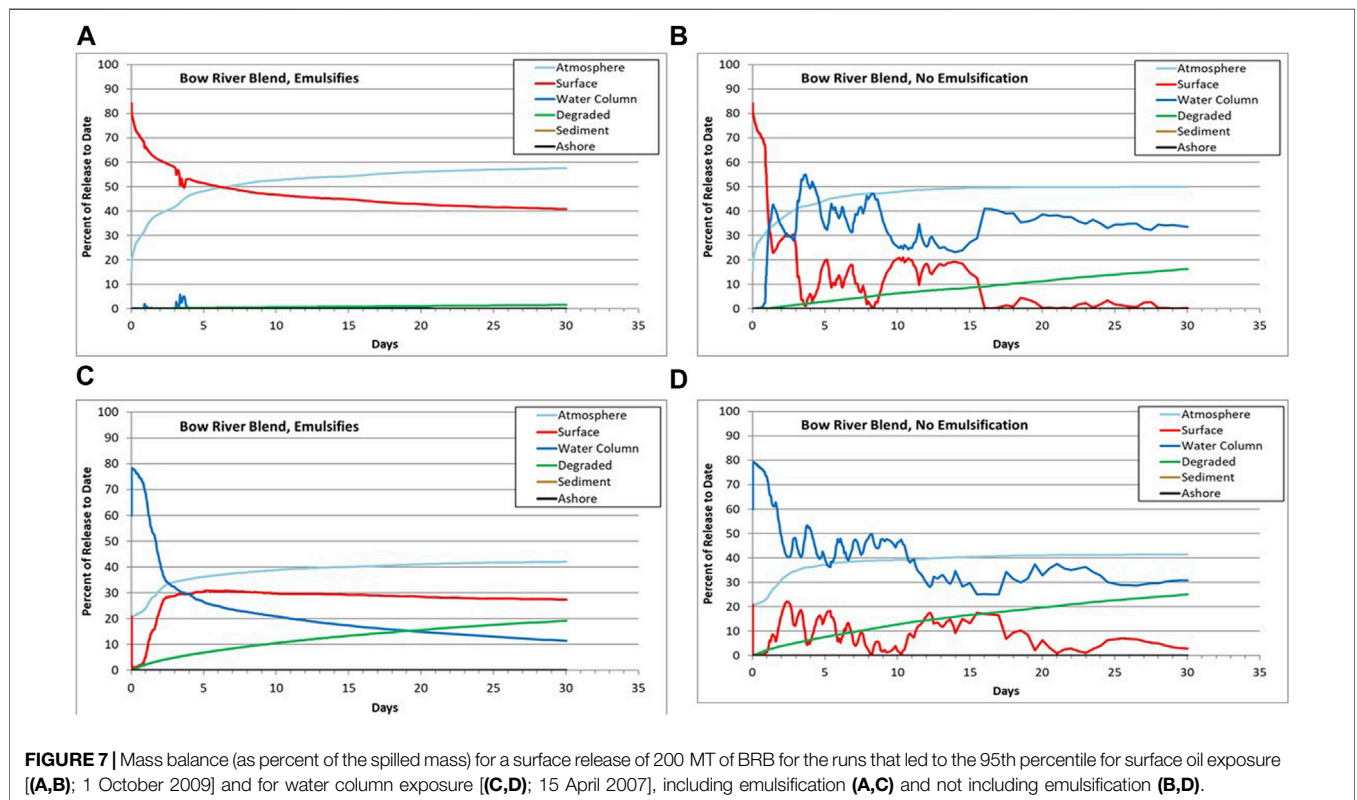 A
Bow River Blend, Emulsifies
Atmosphere
Surface
Water Column
Degraded
Sediment
Ashore
Percent of Release to Date
100
90
80
70
60
50
40
30
20
10
0
0 5 10 15 20 25 30 35
Days
B
Bow River Blend, No Emulsification
Atmosphere
Surface
Water Column
Degraded
Sediment
Ashore
Percent of Release to Date
100
90
80
70
60
50
40
30
20
10
0
0 5 10 15 20 25 30 35
Days
C
Bow River Blend, Emulsifies
Atmosphere
Surface
Water Column
Degraded
Sediment
Ashore
Percent of Release to Date
100
90
80
70
60
50
40
30
20
10
0
0 5 10 15 20 25 30 35
Days
D
Bow River Blend, No Emulsification
Atmosphere
Surface
Water Column
Degraded
Sediment
Ashore
Percent of Release to Date
100
90
80
70
60
50
40
30
20
10
0
0 5 10 15 20 25 30 35
Days
FIGURE 7 | Mass balance (as percent of the spilled mass) for a surface release of 200 MT of BRB for the runs that led to the 95th percentile for surface oil exposure
[(A,B); 1 October 2009] and for water column exposure [(C,D); 15 April 2007], including emulsification (A,C) and not including emulsification (B,D).